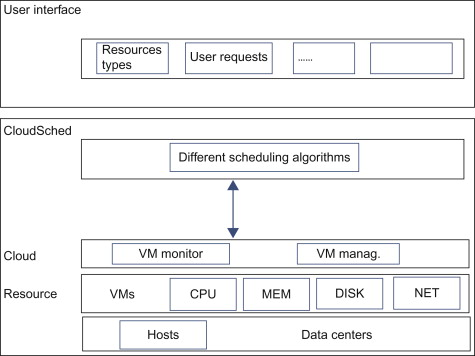 User interface
Resources
types
User requests
......
CloudSched
Different scheduling algorithms
Cloud
VM monitor
VM manag.
Resource
VMs
CPU
MEM
DISK
NET
Hosts
Data centers